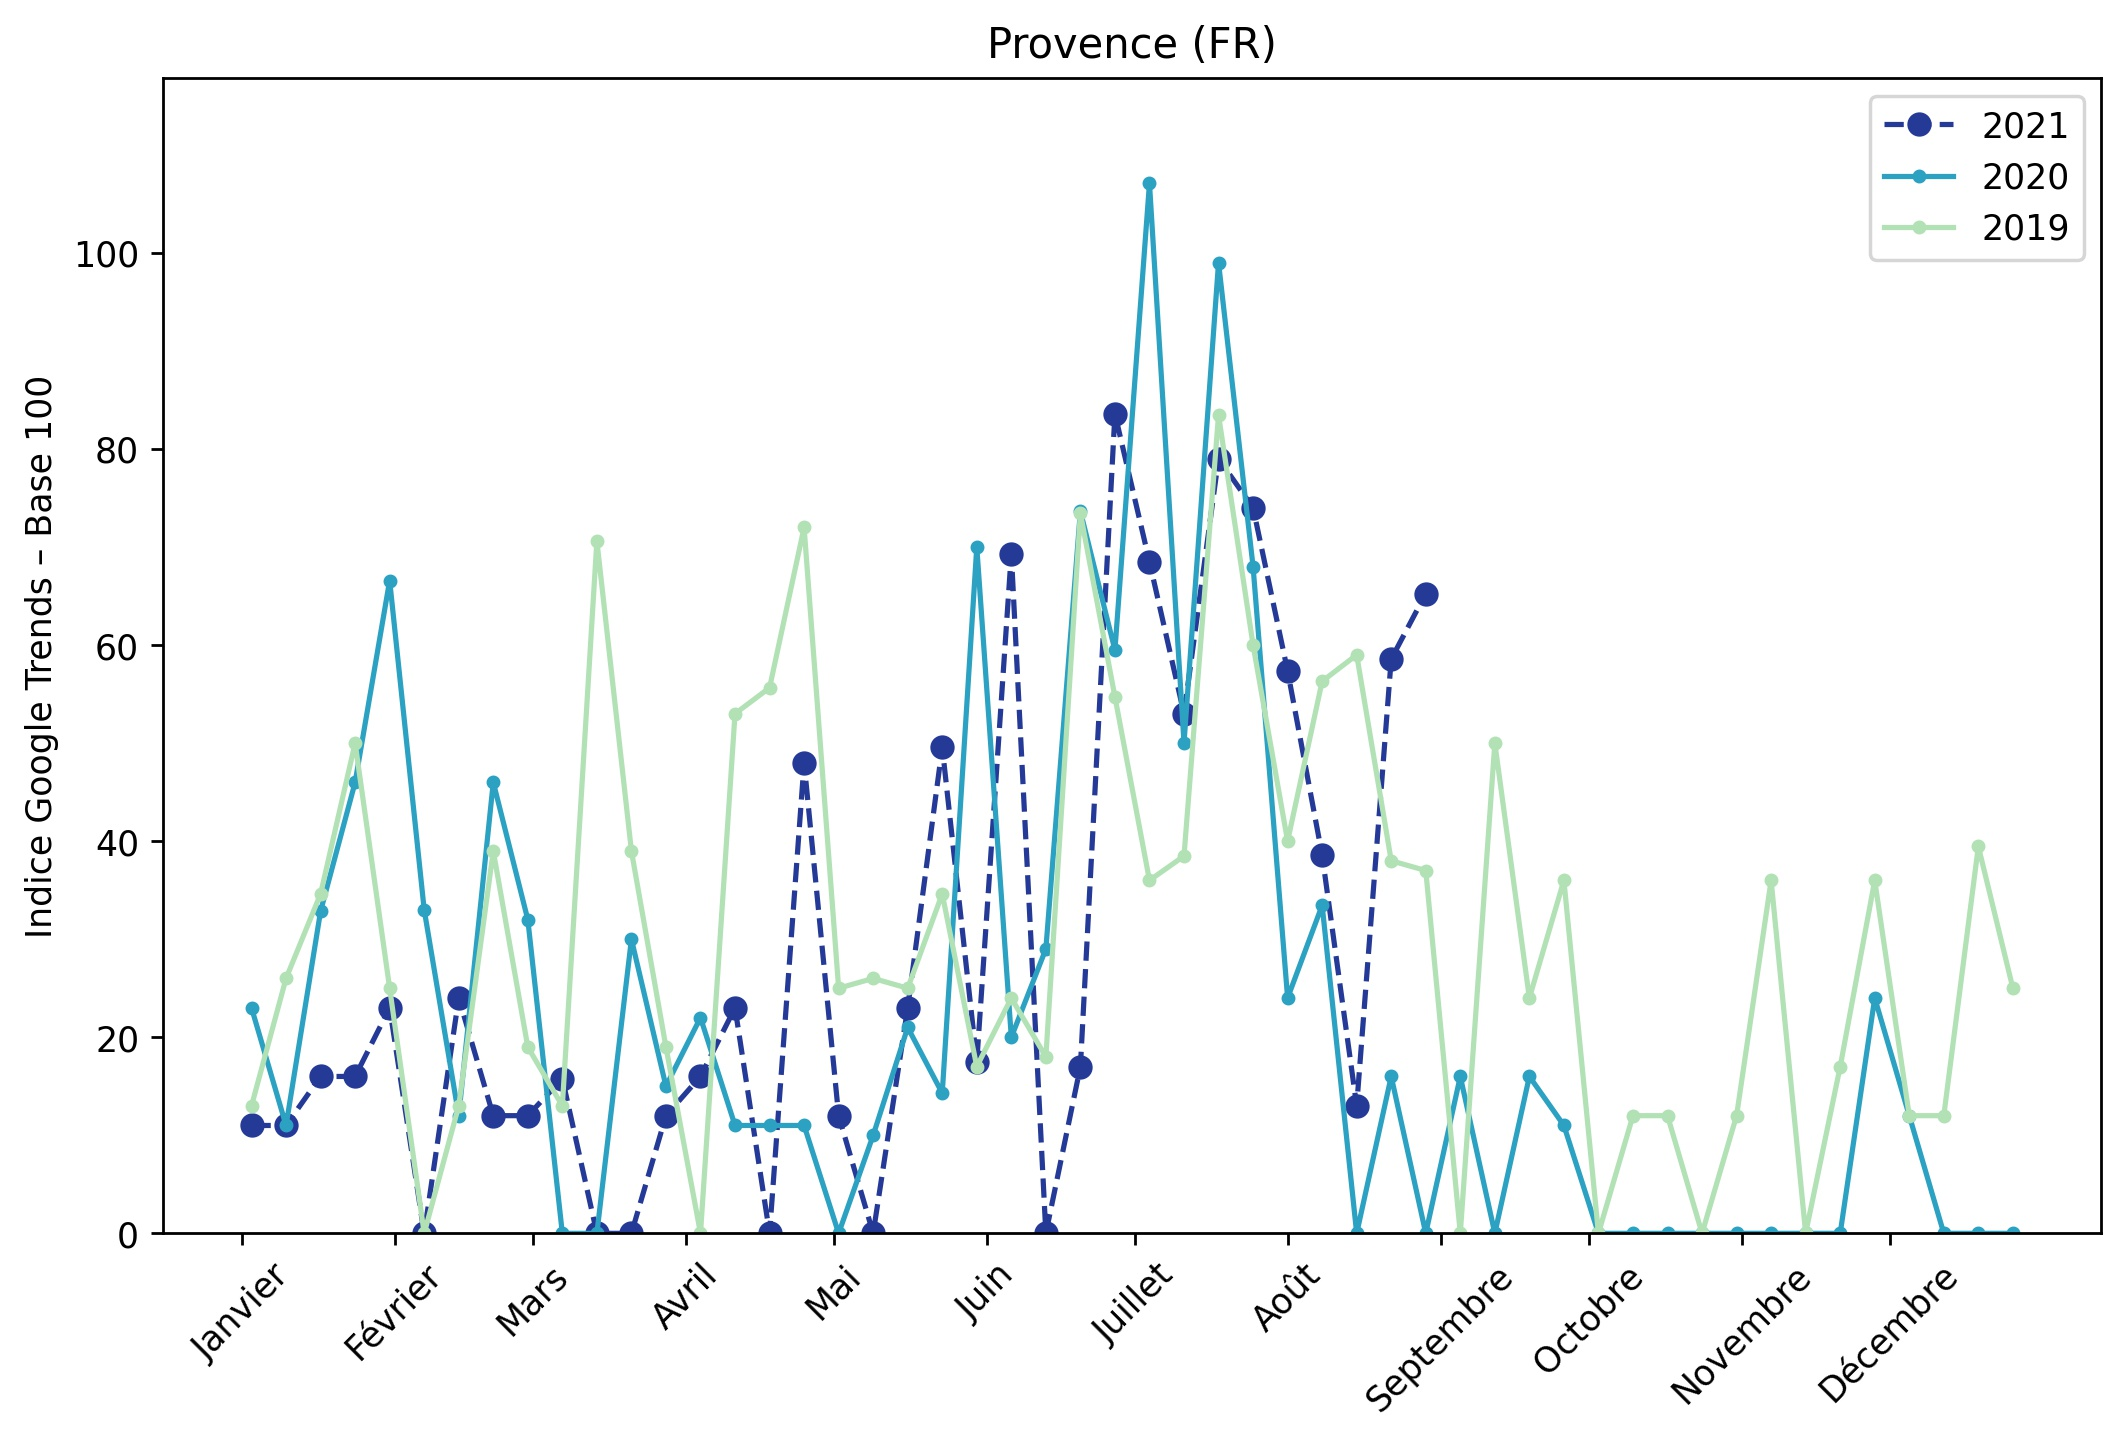 Provence (FR)
2021
2020
2019
Indice Google Trends – Base 100
100
80
60
40
20
0
Janvier
Février
Mars
Avril
Mai
Juin
Juillet
Août
Septembre
Octobre
Novembre
Décembre